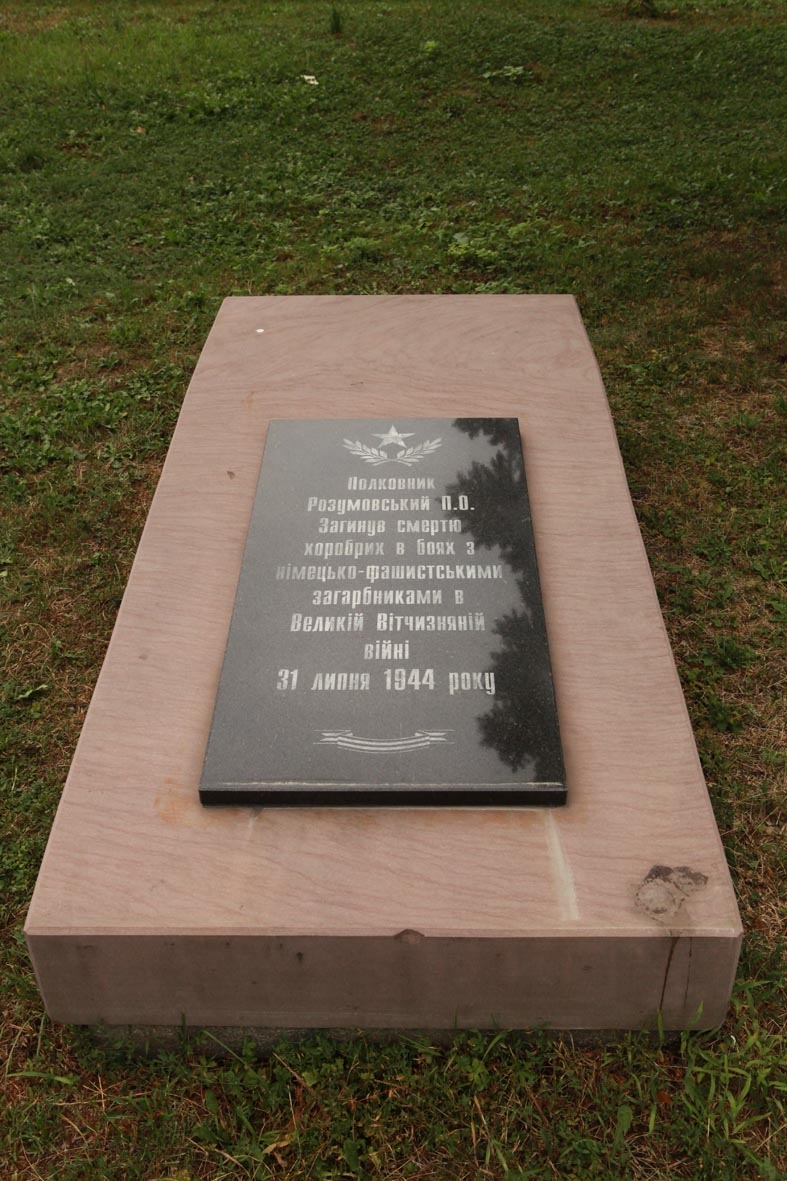 Полковник
Розумовський П.О.
Загинув смертю
хоробрих в боях з
німецько-фашистськими
загарбниками в
Великій Вітчизняній
війні
31 липня 1944 року